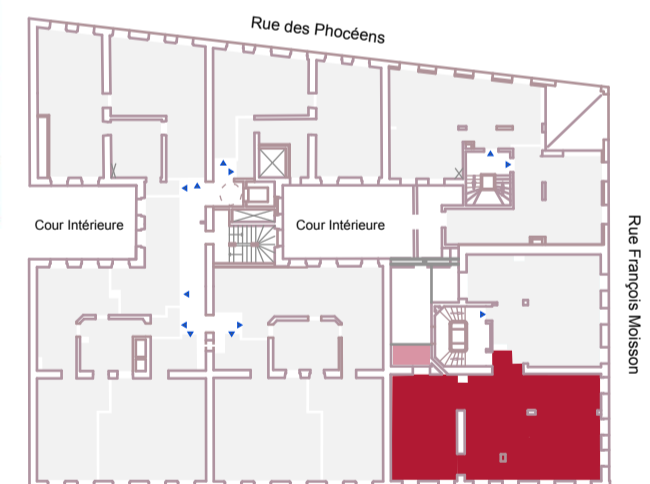 Rue des Phocéens
Cour Intérieure
Cour Intérieure
Rue François Moisson